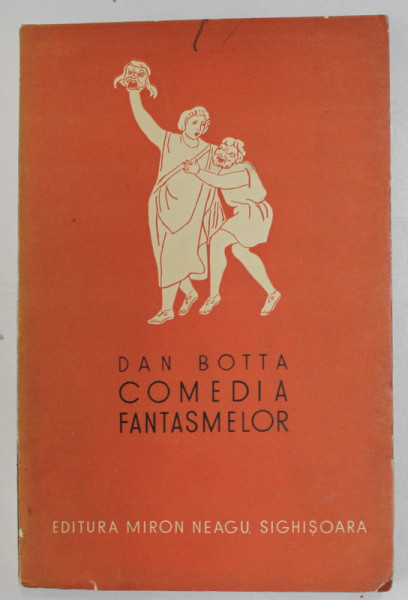 DAN BOTTA
COMEDIA
FANTASMELOR
EDITURA MIRON NEAGU, SIGHIȘOARA